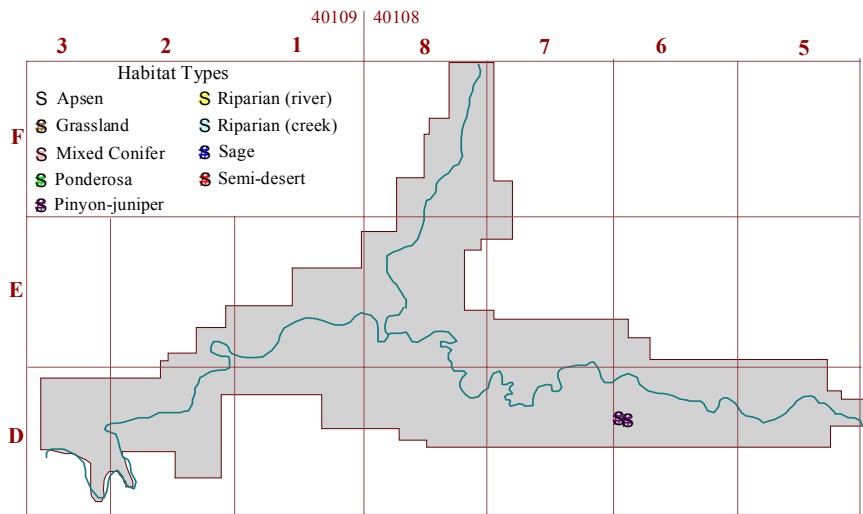 40109 40108
3 2 1 8 7 6 5
Habitat Types
S Apsen S Riparian (river)
S Grassland S Riparian (creek)
S Mixed Conifer S Sage
S Ponderosa S Semi-desert
S Pinyon-juniper
F
E
D
S S